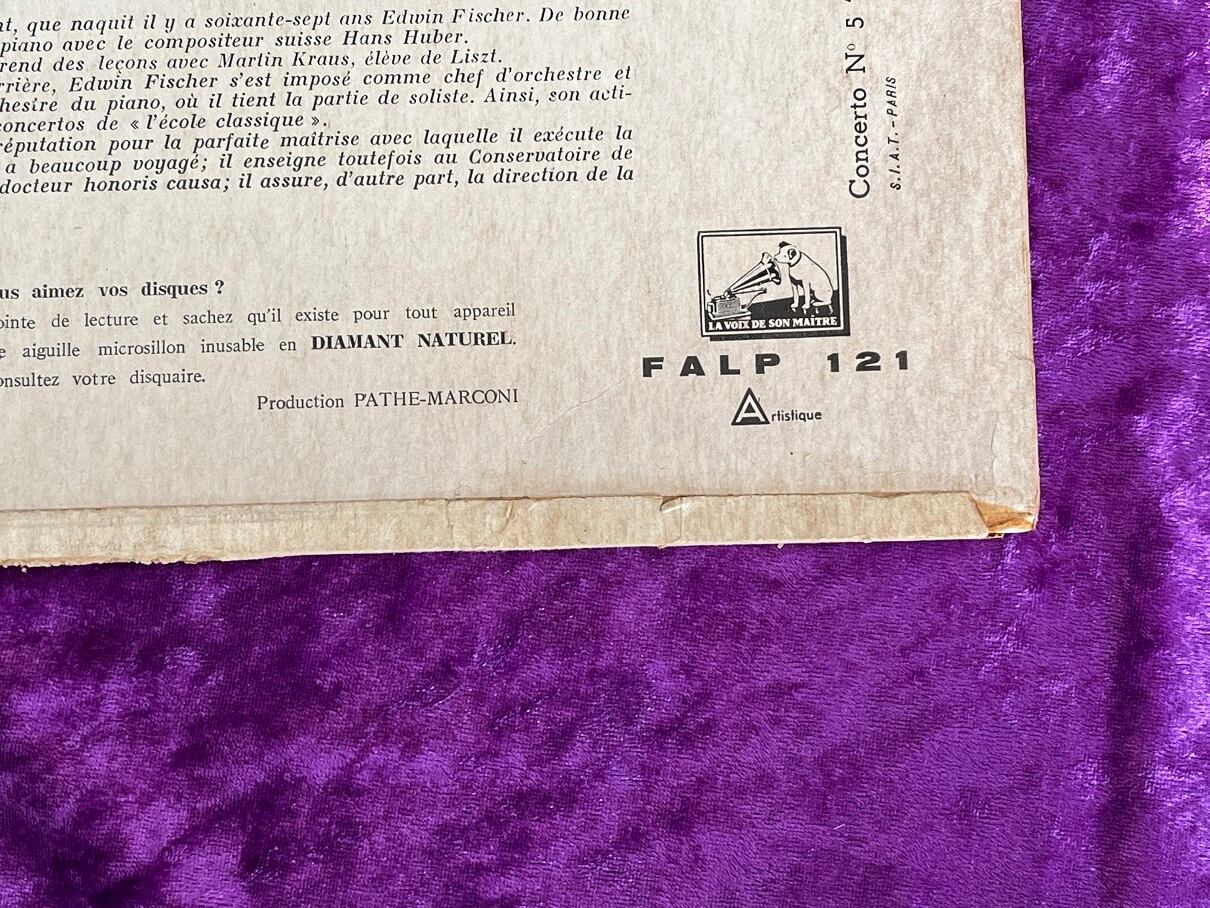 nt, que naquit il y a soixante-sept ans Edwin Fischer. De bonne
piano avec le compositeur suisse Hans Huber.
rend des leçons avec Martin Kraus, élève de Liszt.
rrière, Edwin Fischer s'est imposé comme chef d'orchestre et
hestre du piano, où il tient la partie de soliste. Ainsi, son acti-
concertos de « l'école classique ».
réputation pour la parfaite maîtrise avec laquelle il exécute la
a beaucoup voyagé; il enseigne toutefois au Conservatoire de
docteur honoris causa; il assure, d'autre part, la direction de la
us aimez vos disques ?
ointe de lecture et sachez qu'il existe pour tout appareil
e aiguille microsillon inusable en DIAMANT NATUREL.
onsultez votre disquaire.
Production PATHE-MARCONI
Concerto N° 5
S.I.A.T. - PARIS
LA VOIX DE SON MAÎTRE
FALP 121
Artistique